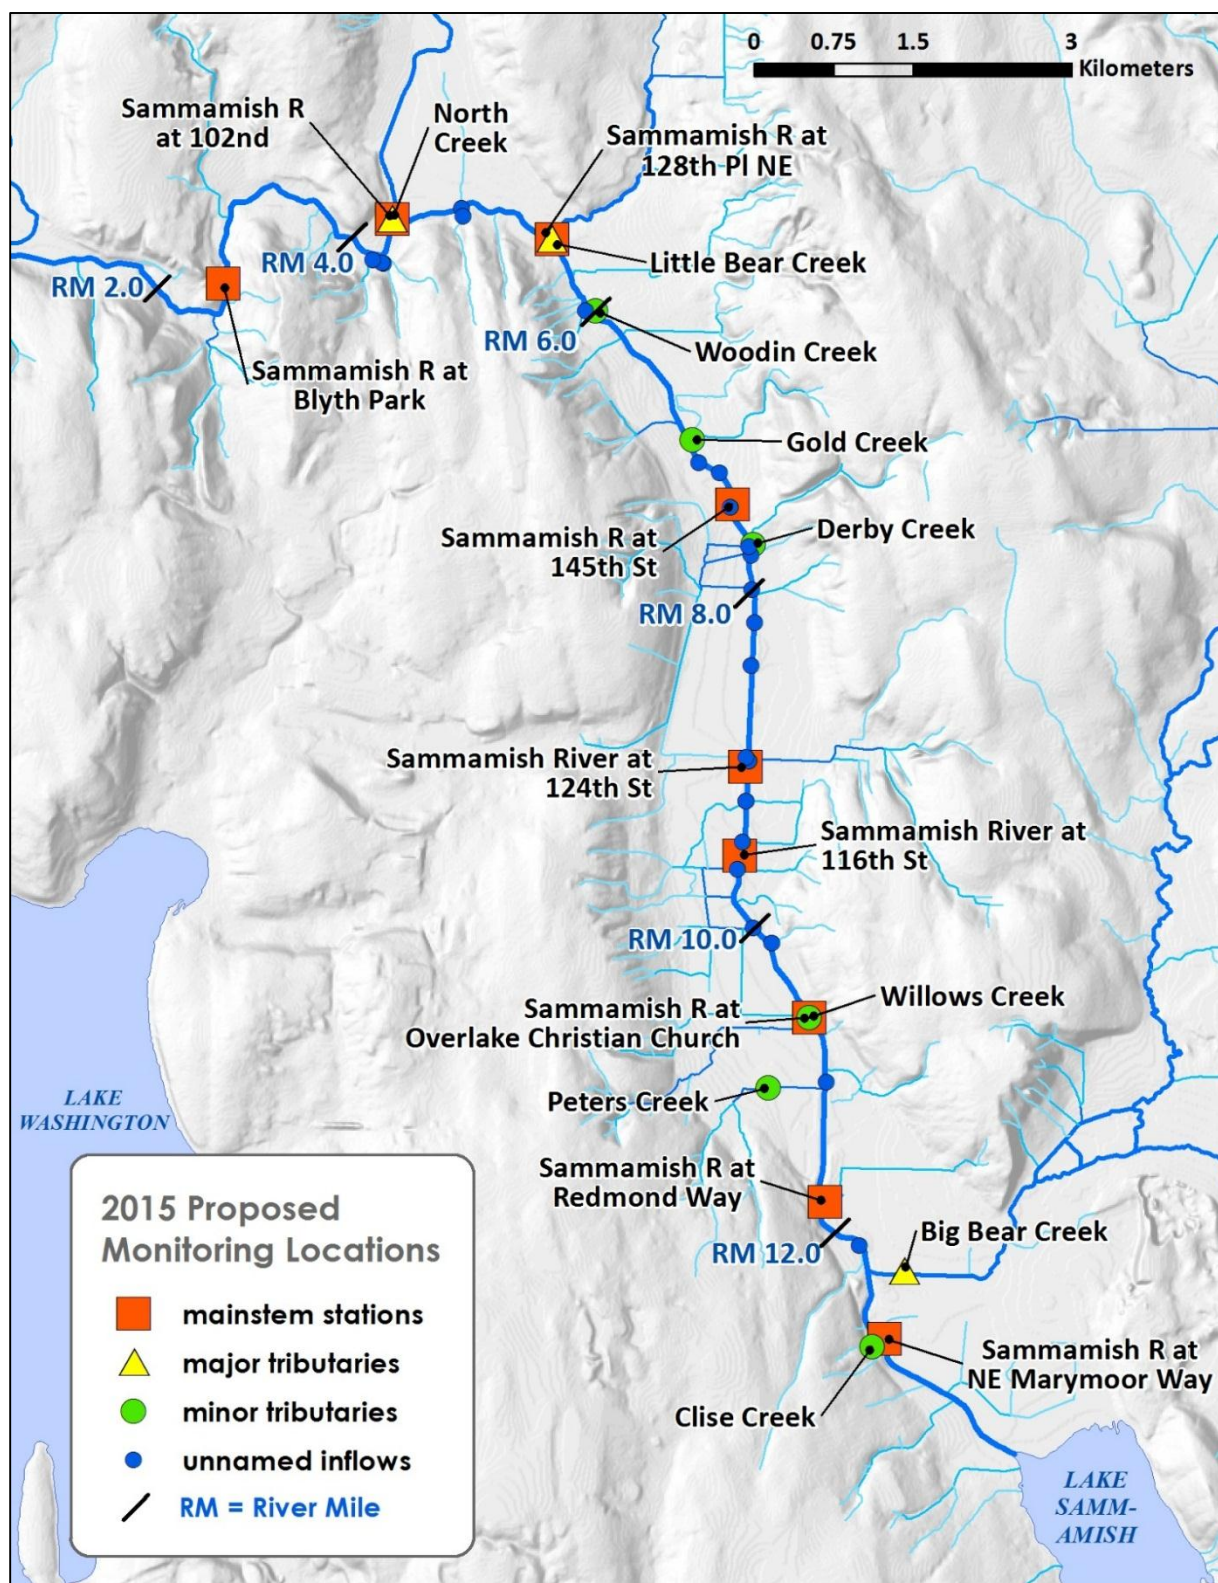 0 0.75 1.5 3
Kilometers
Sammamish R
at 102nd
North
Creek
Sammamish R at
128th Pl NE
RM 4.0
Little Bear Creek
RM 2.0
RM 6.0
Woodin Creek
Sammamish R at
Blyth Park
Gold Creek
Sammamish R at
145th St
Derby Creek
RM 8.0
Sammamish River at
124th St
Sammamish River at
116th St
RM 10.0
Sammamish R at
Overlake Christian Church
Willows Creek
Peters Creek
LAKE
WASHINGTON
Sammamish R at
Redmond Way
RM 12.0
Big Bear Creek
Sammamish R at
NE Marymoor Way
Clise Creek
LAKE
SAMM-
AMISH
2015 Proposed
Monitoring Locations
mainstem stations
major tributaries
minor tributaries
unnamed inflows
RM = River Mile